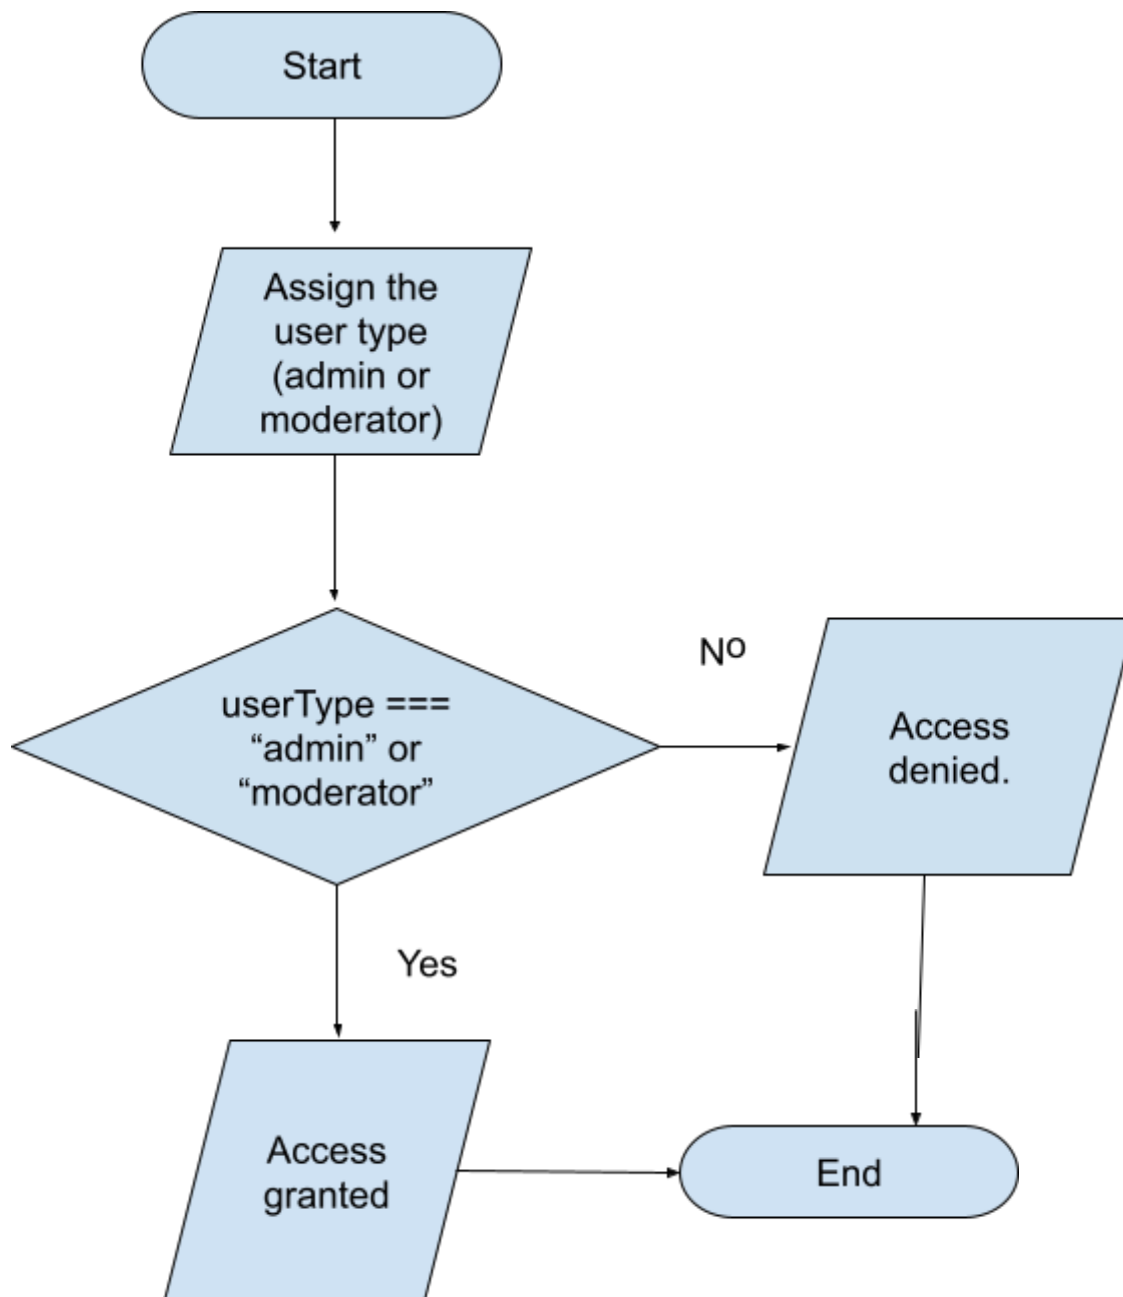 Start
Assign the
user type
(admin or
moderator)
userType ===
“admin” or
“moderator”
No
Access
denied.
Yes
Access
granted
End